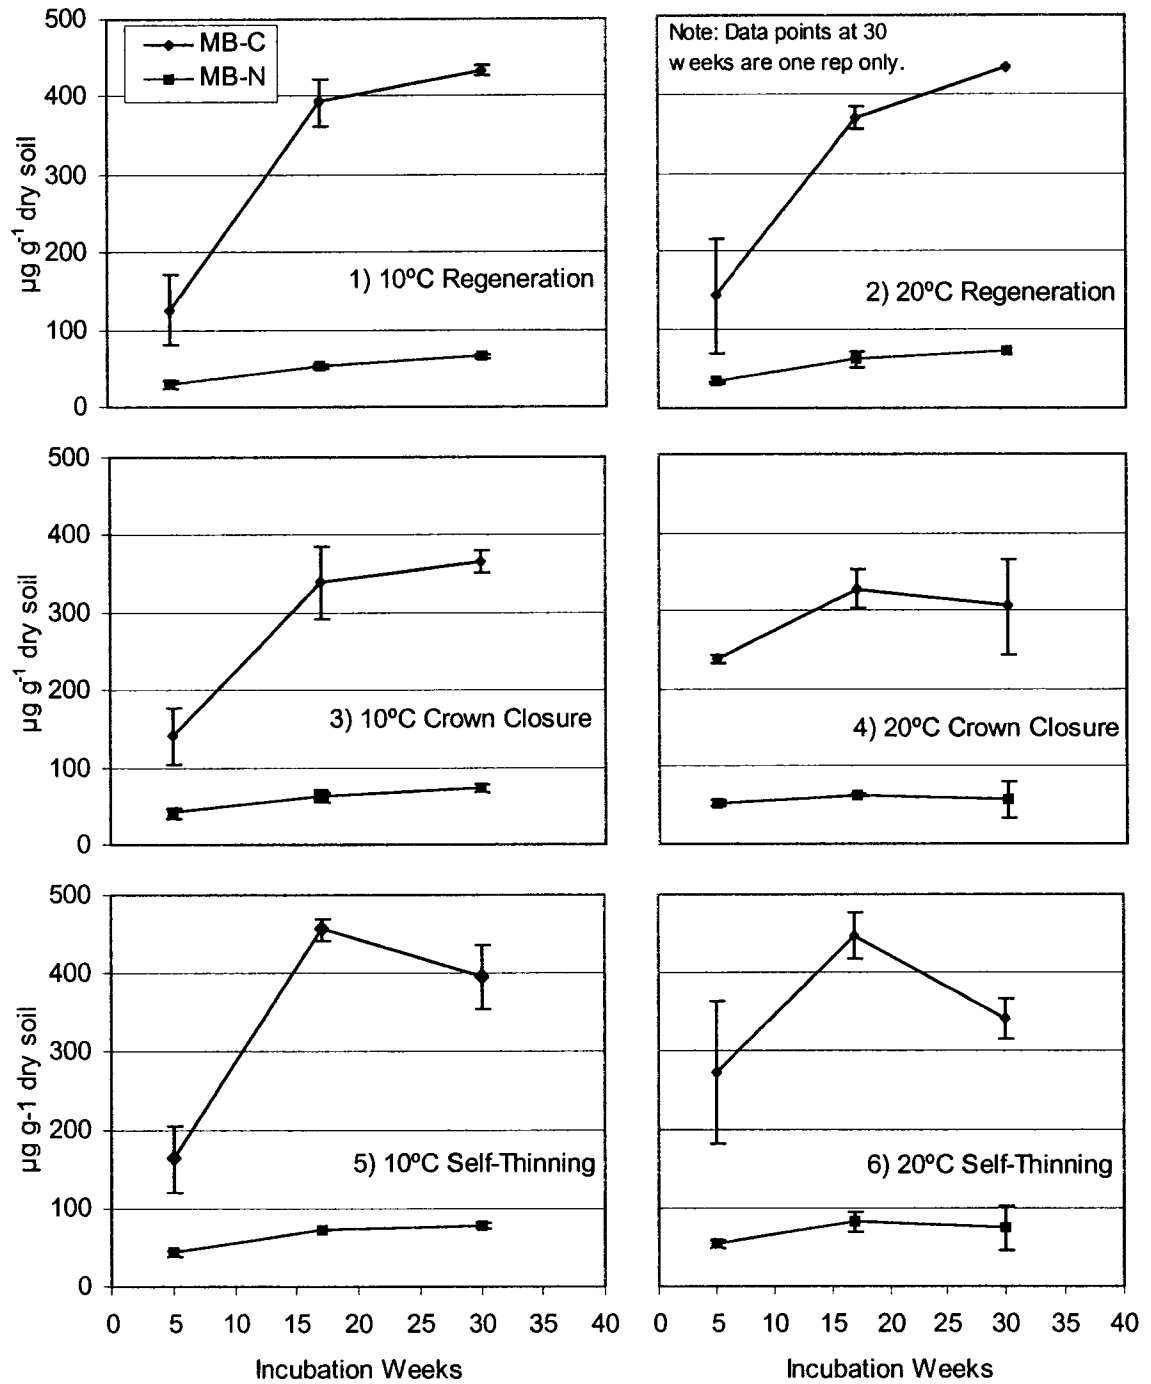 500
400
300
200
100
0
µg g-1 dry soil
MB-C
MB-N
1) 10ºC Regeneration
Note: Data points at 30
weeks are one rep only.
2) 20ºC Regeneration
500
400
300
200
100
0
µg g-1 dry soil
3) 10ºC Crown Closure
4) 20ºC Crown Closure
500
400
300
200
100
0
µg g-1 dry soil
5) 10ºC Self-Thinning
6) 20ºC Self-Thinning
0 5 10 15 20 25 30 35 40
0 5 10 15 20 25 30 35 40
Incubation Weeks
Incubation Weeks